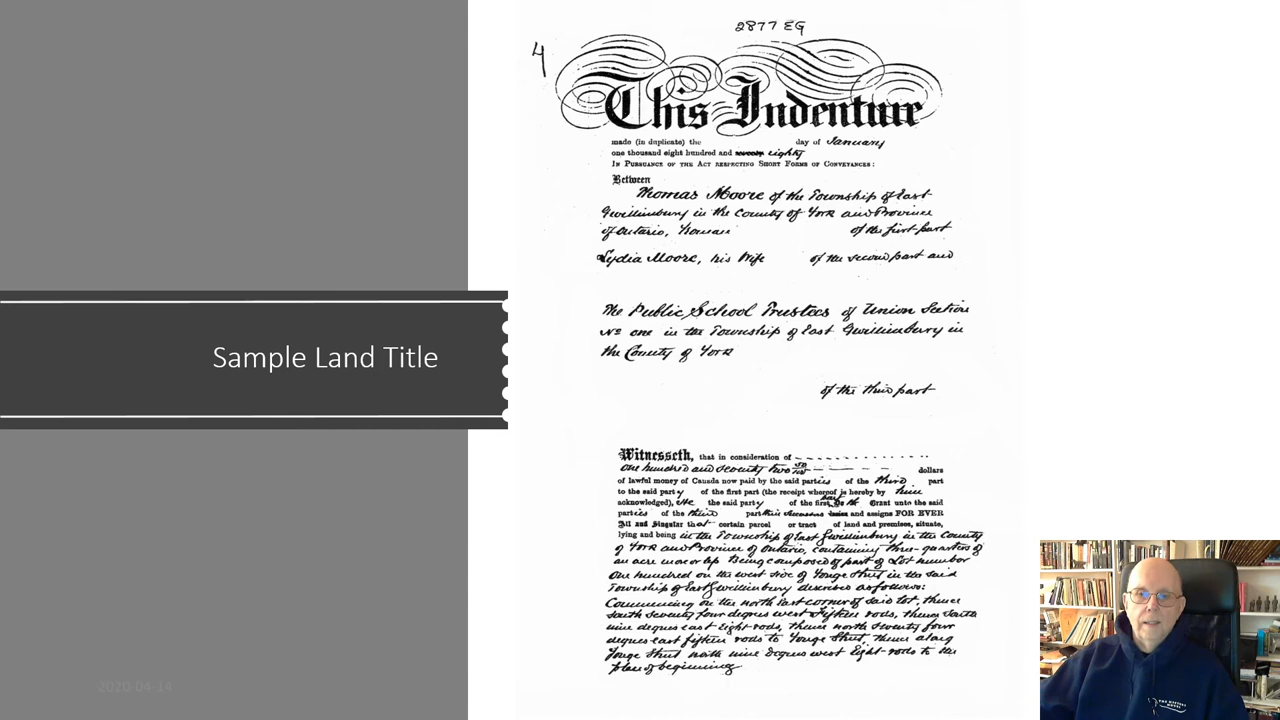 Sample Land Title
2020-04-14
2877 EG
4
This Indenture
made (in duplicate) the day of January
one thousand eight hundred and seventy eighty
IN PURSUANCE OF THE ACT RESPECTING SHORT FORMS OF CONVEYANCES:
Between
Thomas Moore of the Township of East
Gwillimbury in the County of York and Province
of Ontario, Yeoman of the first part
Lydia Moore, his Wife of the second part and
The Public School Trustees of Union Section
No one in the Township of East Gwillimbury in
the County of York
of the third part
Witnesseth, that in consideration of
One hundred and seventy two 50/100 dollars
of lawful money of Canada now paid by the said parties of the third part
to the said party of the first part (the receipt whereof is hereby by him
acknowledged), He the said party of the first part Do th Grant unto the said
parties of the third part their successors and assigns FOR EVER
All and Singular that certain parcel or tract of land and premises, situate,
lying and being in the Township of East Gwillimbury in the County
of York and Province of Ontario, containing three-quarters of
an acre more or less Being composed of part of Lot number
One hundred on the west side of Yonge Street in the said
Township of East Gwillimbury described as follows:
Commencing on the north East corner of said lot, thence
South Seventy four degrees west Fifteen rods, thence South
nine degrees east Eight rods, thence north Seventy four
degrees east fifteen rods to Yonge Street, thence along
Yonge Street north nine Degrees west Eight-rods to the
place of beginning